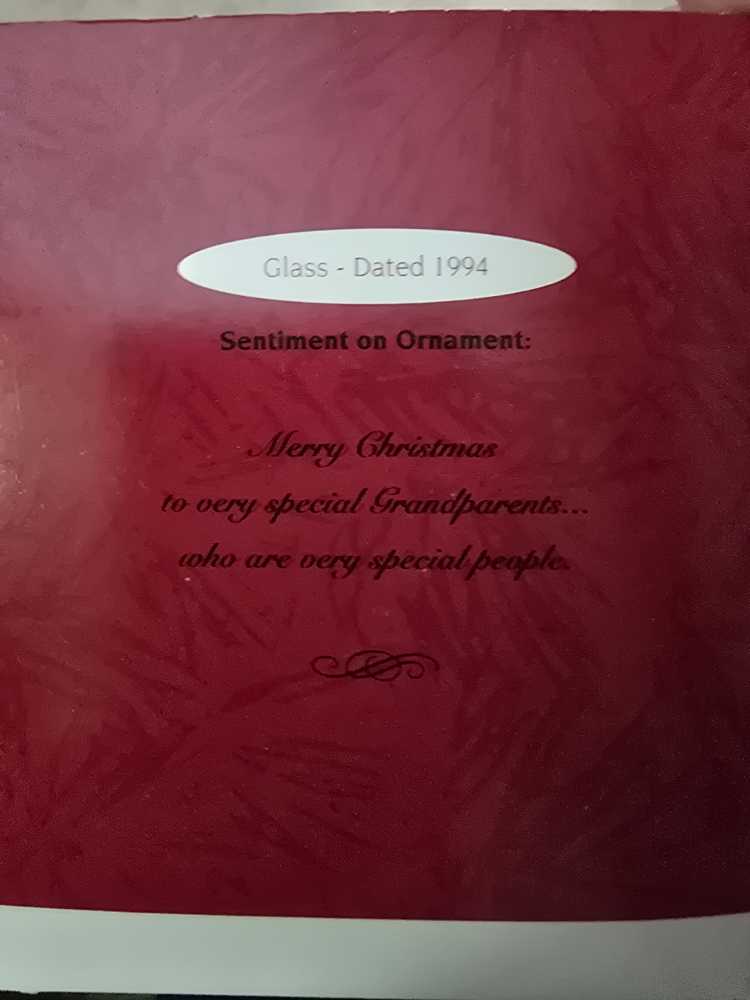 Glass - Dated 1994
Sentiment on Ornament:
Merry Christmas
to very special Grandparents...
who are very special people.